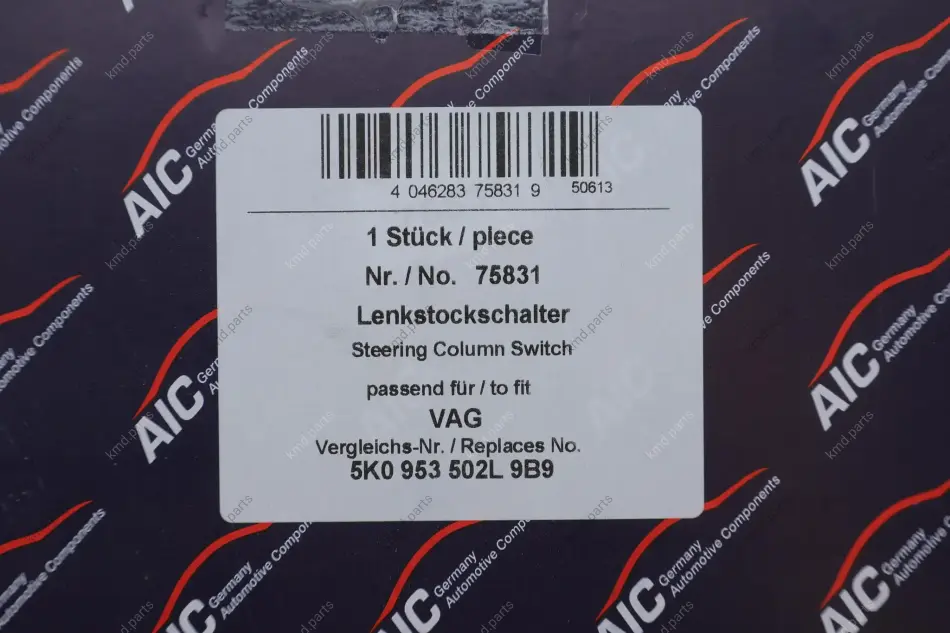 4 046283 75831 9 50613
1 Stück / piece
Nr. / No. 75831
Lenkstockschalter
Steering Column Switch
passend für / to fit
VAG
Vergleichs-Nr. / Replaces No.
5K0 953 502L 9B9
AIC Germany
Automotive Components
kmd.parts